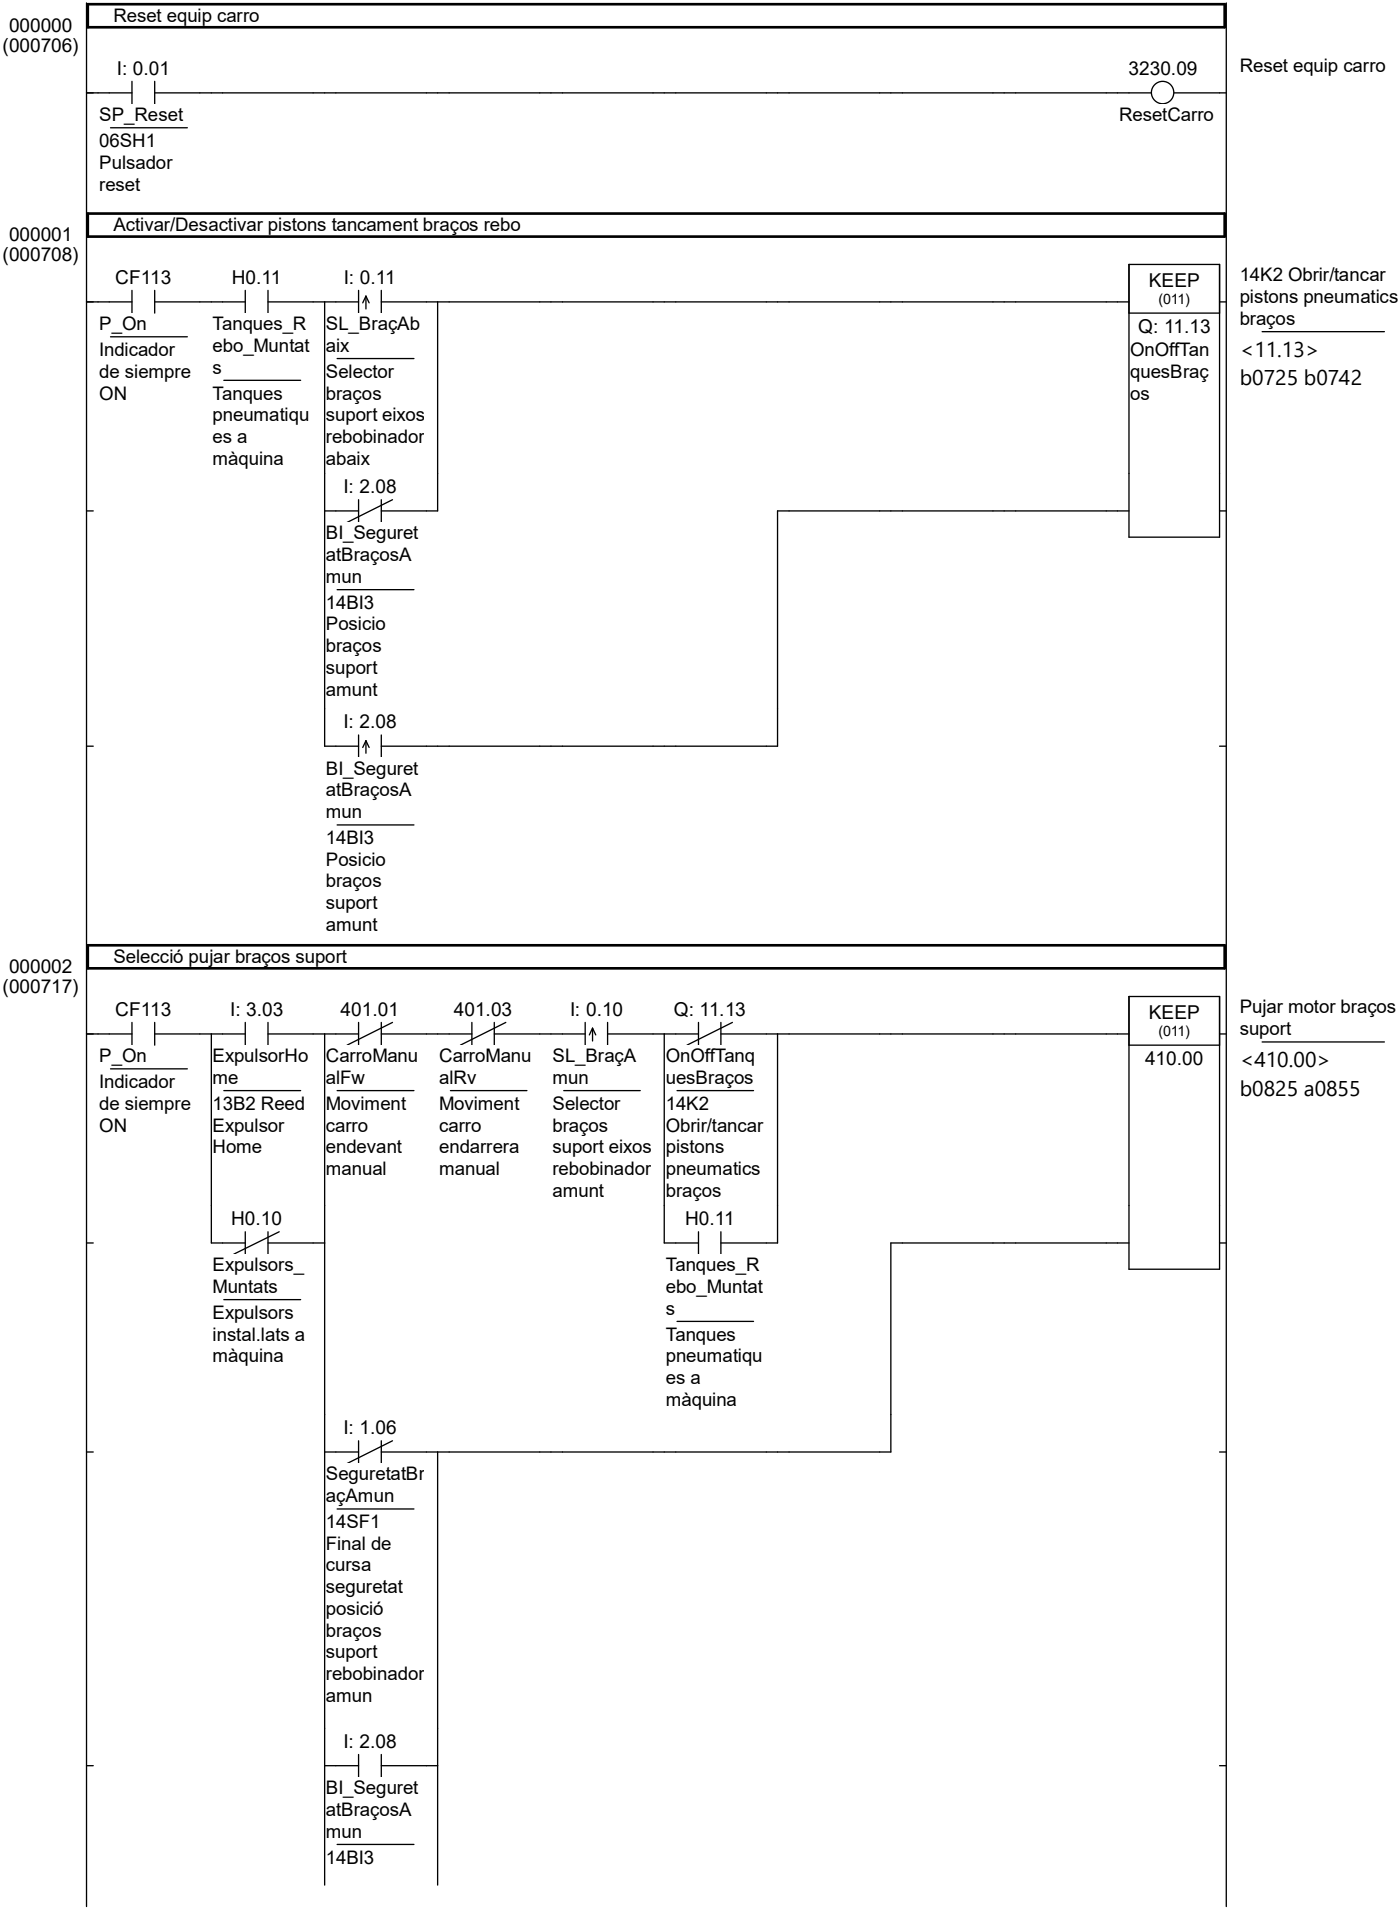 000000
(000706)
Reset equip carro
I: 0.01
SP_Reset
06SH1
Pulsador
reset
3230.09
ResetCarro
Reset equip carro
000001
(000708)
Activar/Desactivar pistons tancament braços rebo
CF113
P_On
Indicador
de siempre
ON
H0.11
Tanques_R
ebo_Muntat
s
Tanques
pneumatiqu
es a
màquina
I: 0.11
SL_BraçAb
aix
Selector
braços
suport eixos
rebobinador
abaix
I: 2.08
BI_Seguret
atBraçosA
mun
14BI3
Posicio
braços
suport
amunt
I: 2.08
BI_Seguret
atBraçosA
mun
14BI3
Posicio
braços
suport
amunt
KEEP
(011)
Q: 11.13
OnOffTan
quesBraç
os
14K2 Obrir/tancar
pistons pneumatics
braços
<11.13>
b0725 b0742
000002
(000717)
Selecció pujar braços suport
CF113
P_On
Indicador
de siempre
ON
I: 3.03
ExpulsorHo
me
13B2 Reed
Expulsor
Home
H0.10
Expulsors_
Muntats
Expulsors
instal.lats a
màquina
401.01
CarroManu
alFw
Moviment
carro
endevant
manual
401.03
CarroManu
alRv
Moviment
carro
endarrera
manual
I: 0.10
SL_BraçA
mun
Selector
braços
suport eixos
rebobinador
amunt
Q: 11.13
OnOffTanq
uesBraços
14K2
Obrir/tancar
pistons
pneumatics
braços
H0.11
Tanques_R
ebo_Muntat
s
Tanques
pneumatiqu
es a
màquina
I: 1.06
SeguretatBr
açAmun
14SF1
Final de
cursa
seguretat
posició
braços
suport
rebobinador
amun
I: 2.08
BI_Seguret
atBraçosA
mun
14BI3
KEEP
(011)
410.00
Pujar motor braços
suport
<410.00>
b0825 a0855